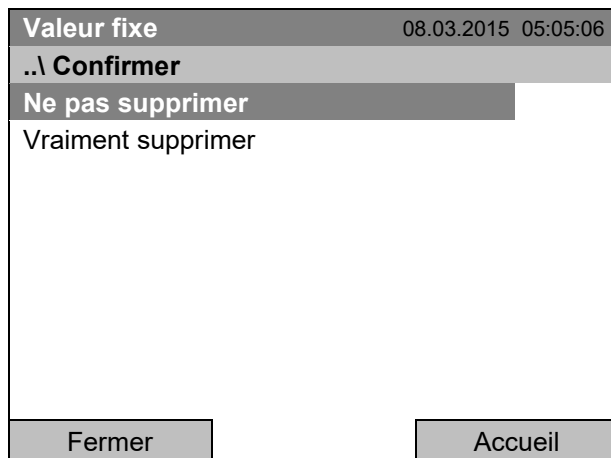 Valeur fixe 08.03.2015 05:05:06
..\ Confirmer
Ne pas supprimer
Vraiment supprimer
Fermer Accueil